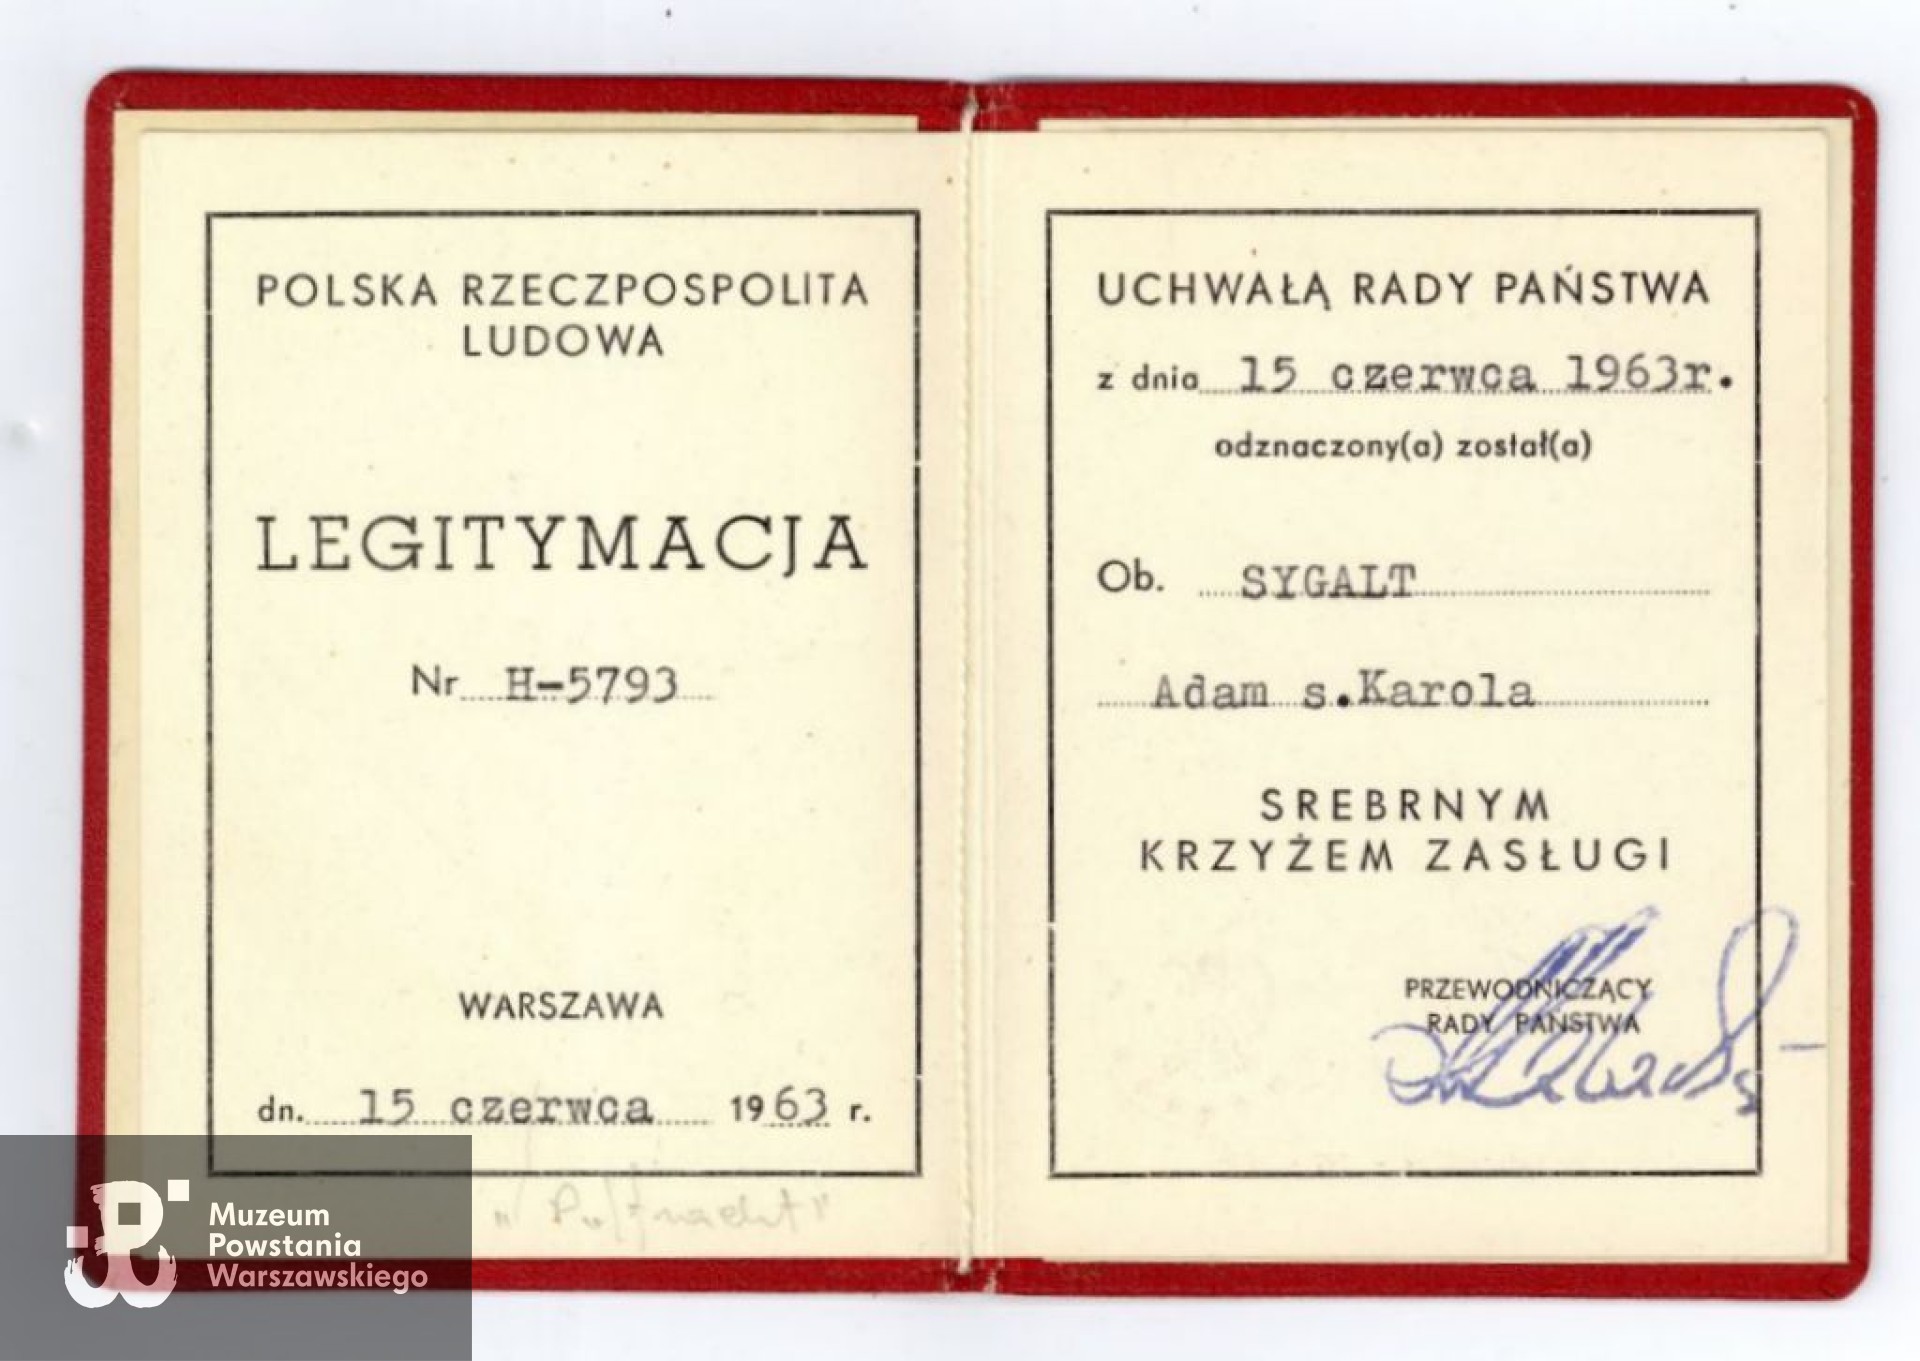 POLSKA RZECZPOSPOLITA
LUDOWA
LEGITYMACJA
Nr H-5793
WARSZAWA
dn. 15 czerwca 1963 r.
UCHWAŁĄ RADY PAŃSTWA
z dnia 15 czerwca 1963r.
odznaczony(a) został(a)
Ob. SYGALT
Adam s.Karola
SREBRNYM
KRZYŻEM ZASŁUGI
PRZEWODNICZĄCY
RADY PAŃSTWA
Muzeum
Powstania
Warszawskiego